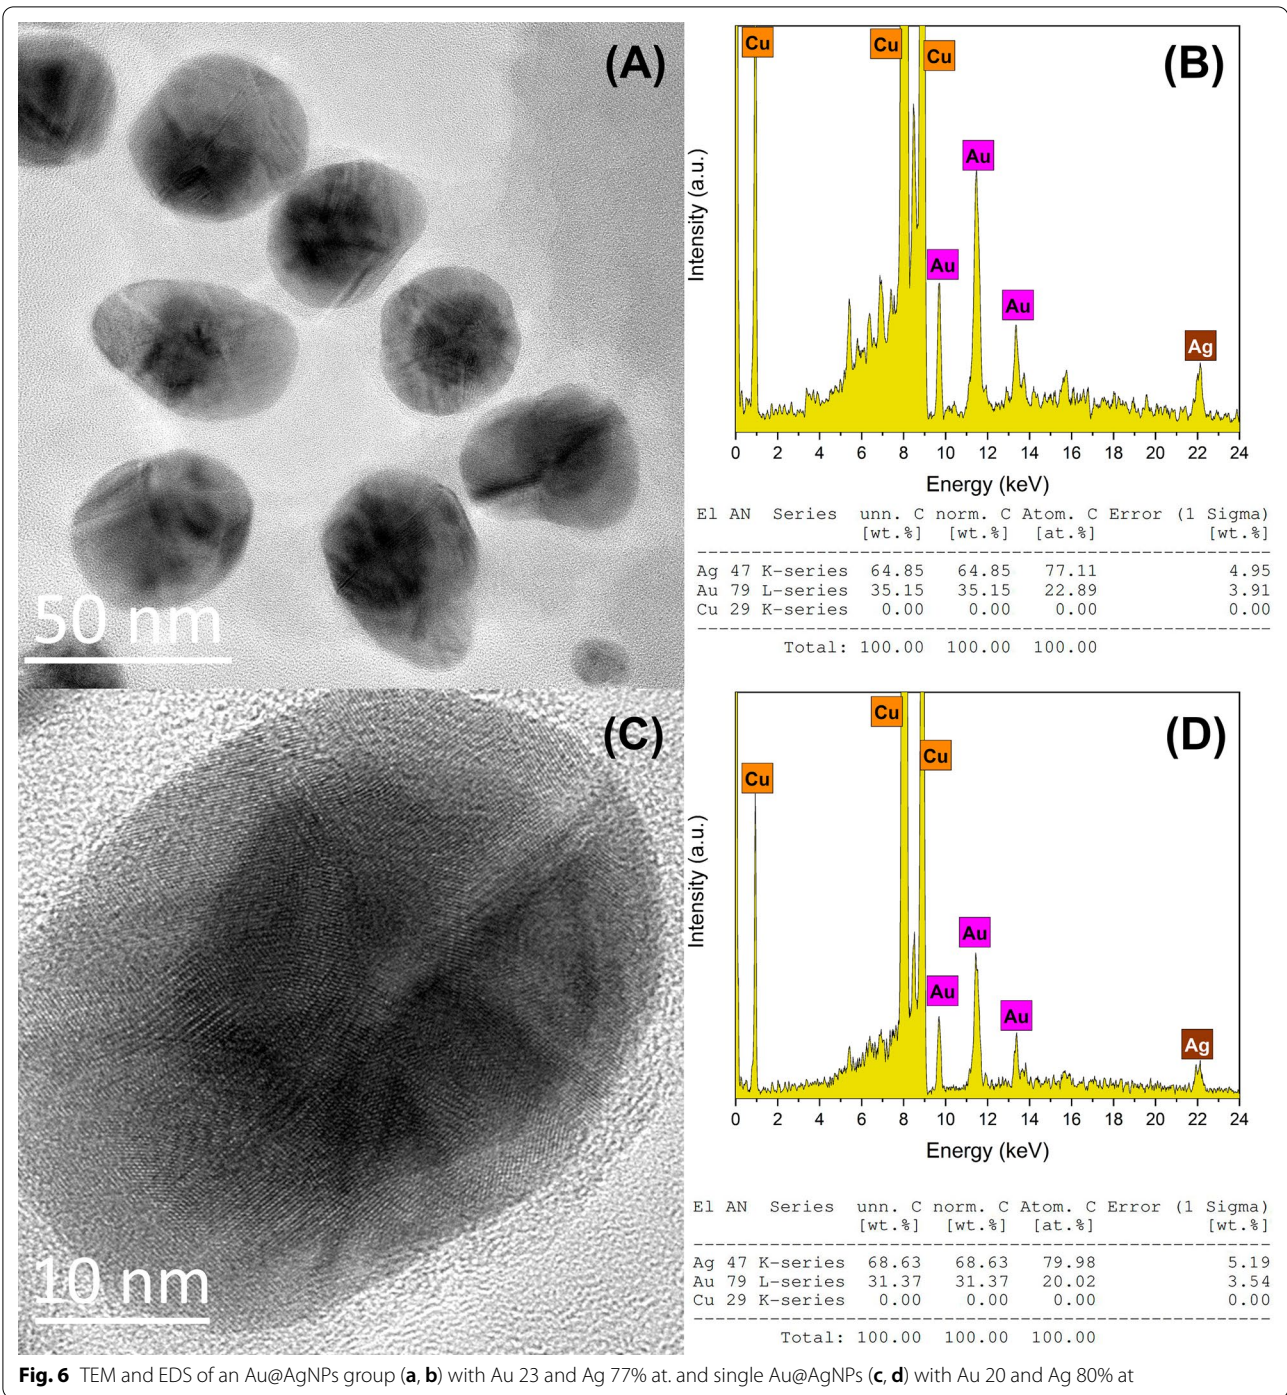 (A)
50 nm
(B)
Cu
Cu
Cu
Au
Au
Au
Ag
Intensity (a.u.)
0 2 4 6 8 10 12 14 16 18 20 22 24
Energy (keV)
El AN Series unn. C norm. C Atom. C Error (1 Sigma)
[wt.%] [wt.%] [at.%] [wt.%]
Ag 47 K-series 64.85 64.85 77.11 4.95
Au 79 L-series 35.15 35.15 22.89 3.91
Cu 29 K-series 0.00 0.00 0.00 0.00
Total: 100.00 100.00 100.00
(C)
10 nm
(D)
Cu
Cu
Cu
Au
Au
Au
Ag
Intensity (a.u.)
0 2 4 6 8 10 12 14 16 18 20 22 24
Energy (keV)
El AN Series unn. C norm. C Atom. C Error (1 Sigma)
[wt.%] [wt.%] [at.%] [wt.%]
Ag 47 K-series 68.63 68.63 79.98 5.19
Au 79 L-series 31.37 31.37 20.02 3.54
Cu 29 K-series 0.00 0.00 0.00 0.00
Total: 100.00 100.00 100.00
Fig. 6 TEM and EDS of an Au@AgNPs group (a, b) with Au 23 and Ag 77% at. and single Au@AgNPs (c, d) with Au 20 and Ag 80% at